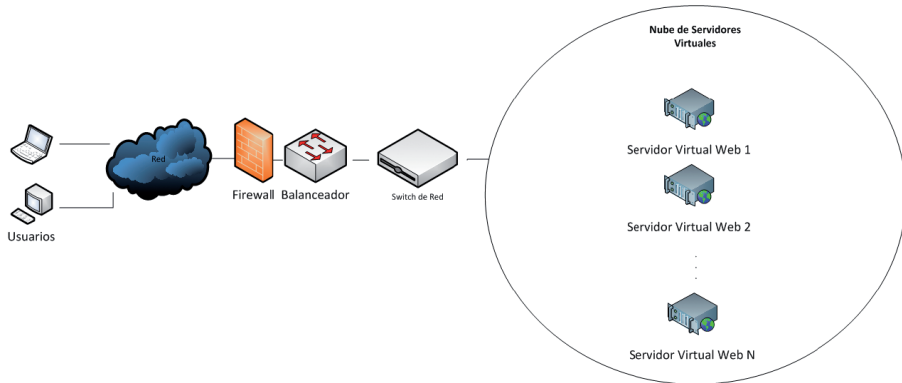 Nube de Servidores
Virtuales
Servidor Virtual Web 1
Red
Firewall
Balanceador
Switch de Red
Usuarios
Servidor Virtual Web 2
Servidor Virtual Web N